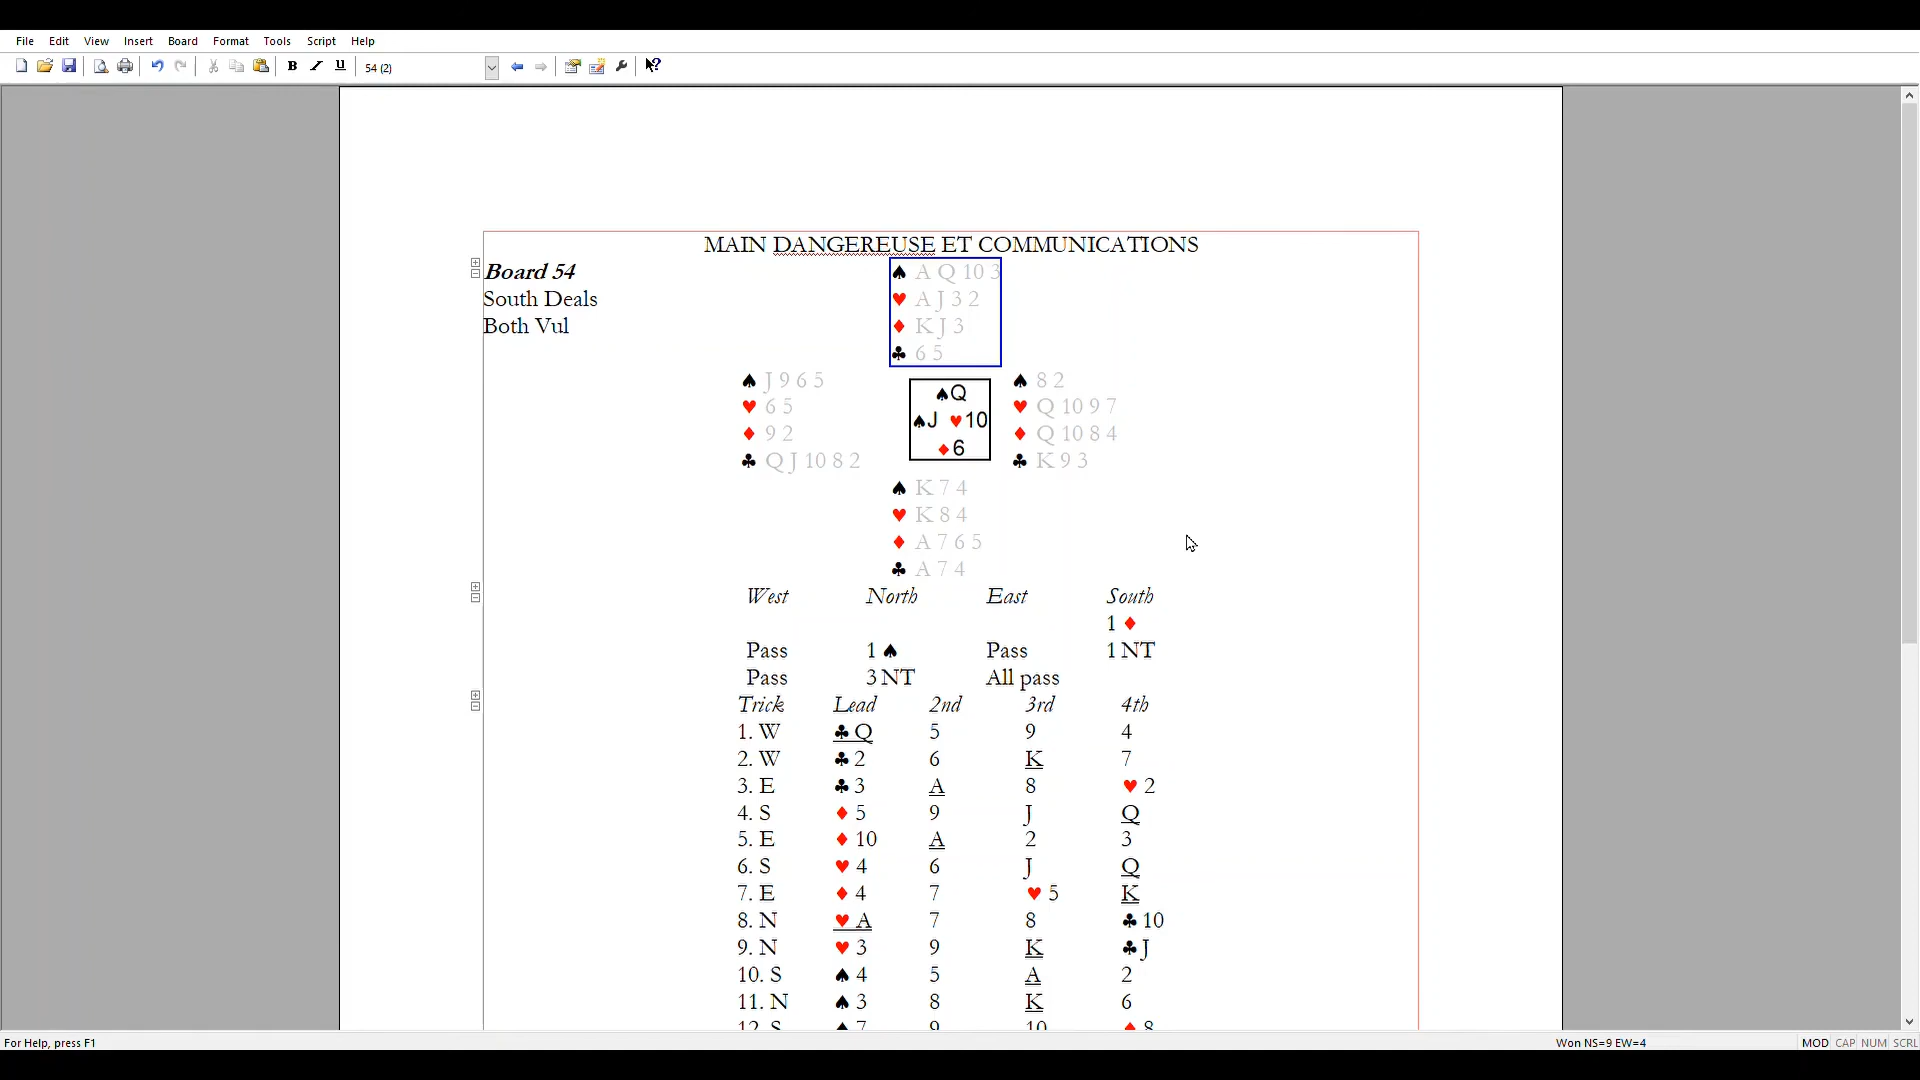 File Edit View Insert Board Format Tools Script Help
B I U 54 (2)
MAIN DANGEREUSE ET COMMUNICATIONS
Board 54
South Deals
Both Vul
♠ A Q 10 3
♥ A J 3 2
♦ K J 3
♣ 6 5
♠ J 9 6 5
♥ 6 5
♦ 9 2
♣ Q J 10 8 2
♠ Q
♠ J ♥ 10
♦ 6
♠ 8 2
♥ Q 10 9 7
♦ Q 10 8 4
♣ K 9 3
♠ K 7 4
♥ K 8 4
♦ A 7 6 5
♣ A 7 4
West North East South
1 ♦
Pass 1 ♠ Pass 1 NT
Pass 3 NT All pass
Trick Lead 2nd 3rd 4th
1. W ♣ Q 5 9 4
2. W ♣ 2 6 K 7
3. E ♣ 3 A 8 ♥ 2
4. S ♦ 5 9 J Q
5. E ♦ 10 A 2 3
6. S ♥ 4 6 J Q
7. E ♦ 4 7 ♥ 5 K
8. N ♥ A 7 8 ♣ 10
9. N ♥ 3 9 K ♣ J
10. S ♠ 4 5 A 2
11. N ♠ 3 8 K 6
12. S ♠ 7 9 10 ♦ 8
For Help, press F1 Won NS=9 EW=4 MOD CAP NUM SCRL